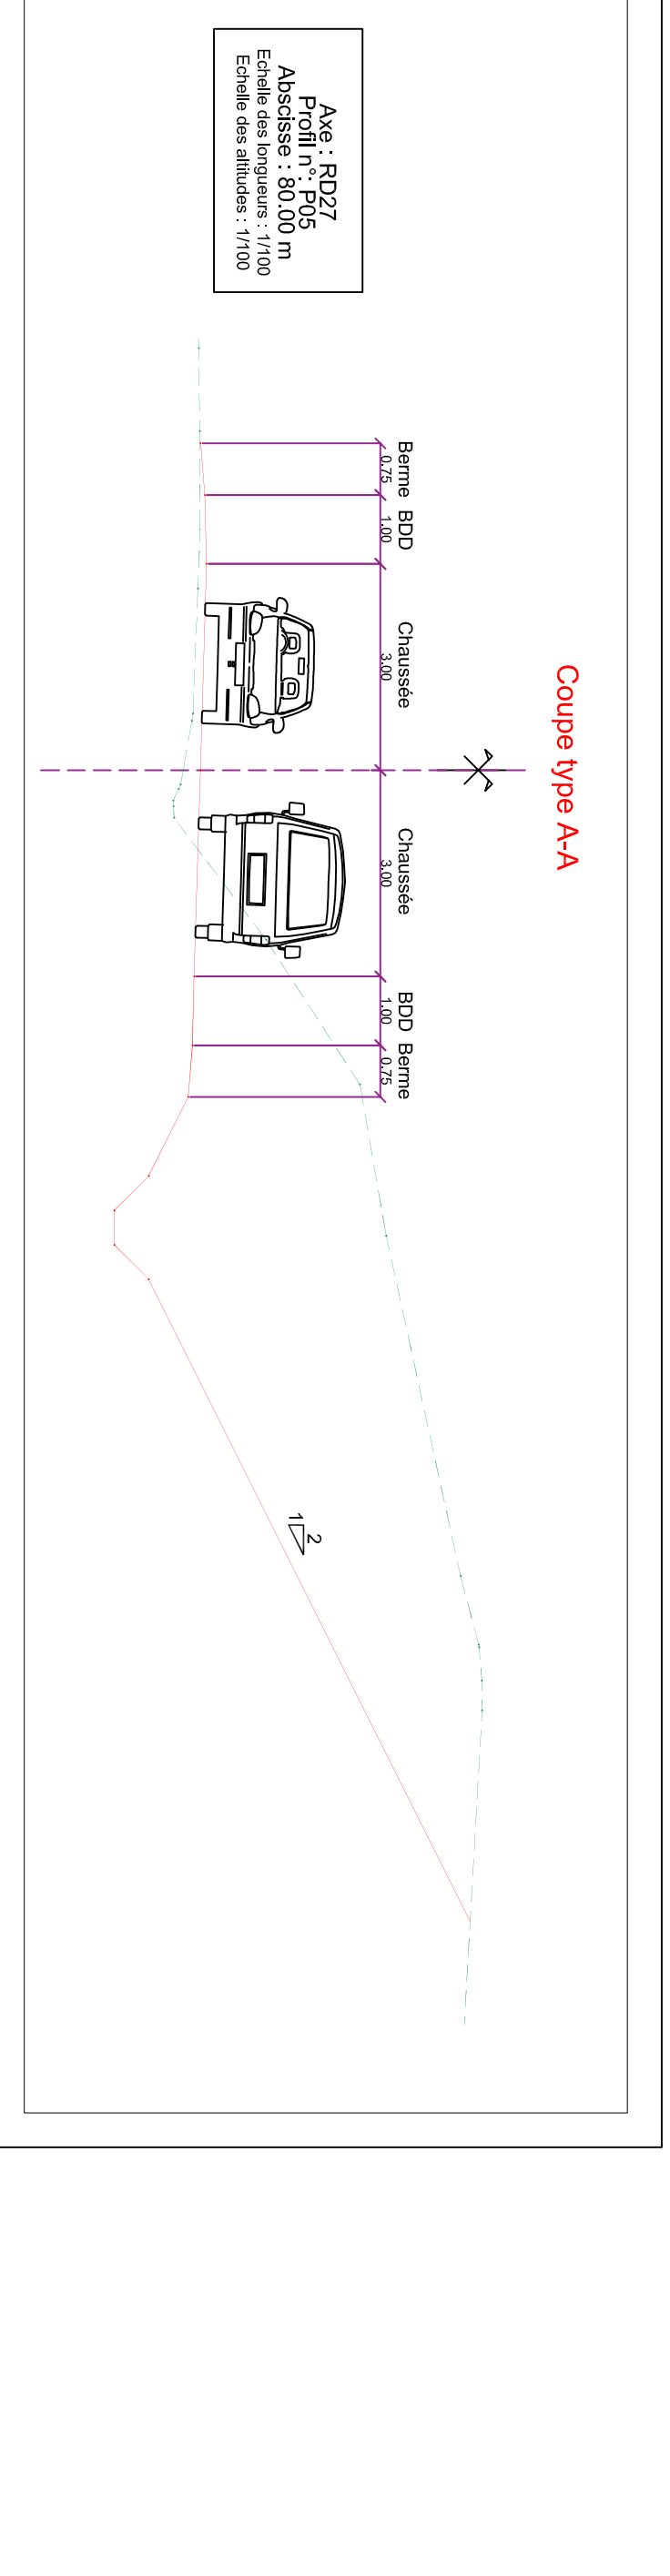 Coupe type A-A
Axe : RD27
Profil n°: P05
Abscisse : 80.00 m
Echelle des longueurs : 1/100
Echelle des altitudes : 1/100
Berme BDD Chaussée Chaussée BDD Berme
0.75 1.00 3.00 3.00 1.00 0.75
2
1